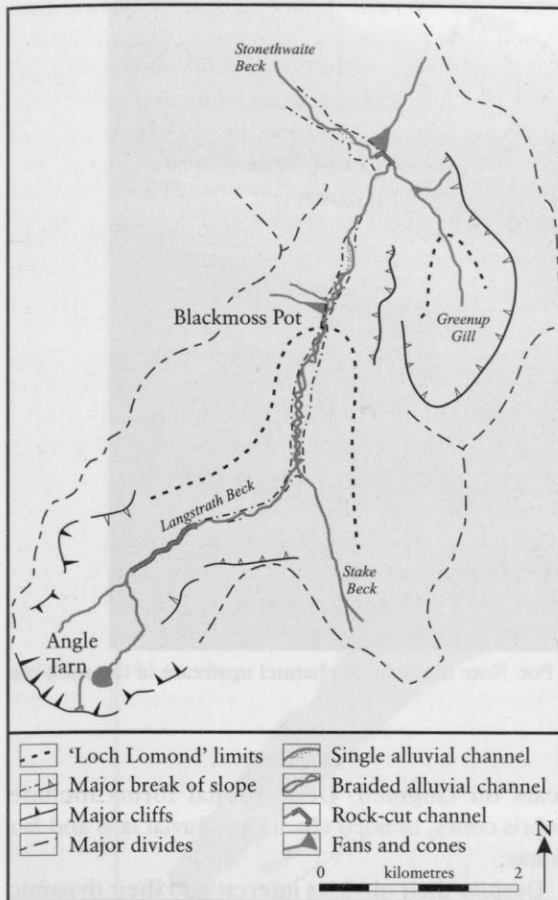 Stonethwaite
Beck
Blackmoss Pot
Greenup
Gill
Langstrath Beck
Stake
Beck
Angle
Tarn
'Loch Lomond' limits
Major break of slope
Major cliffs
Major divides
Single alluvial channel
Braided alluvial channel
Rock-cut channel
Fans and cones
N
0 kilometres 2